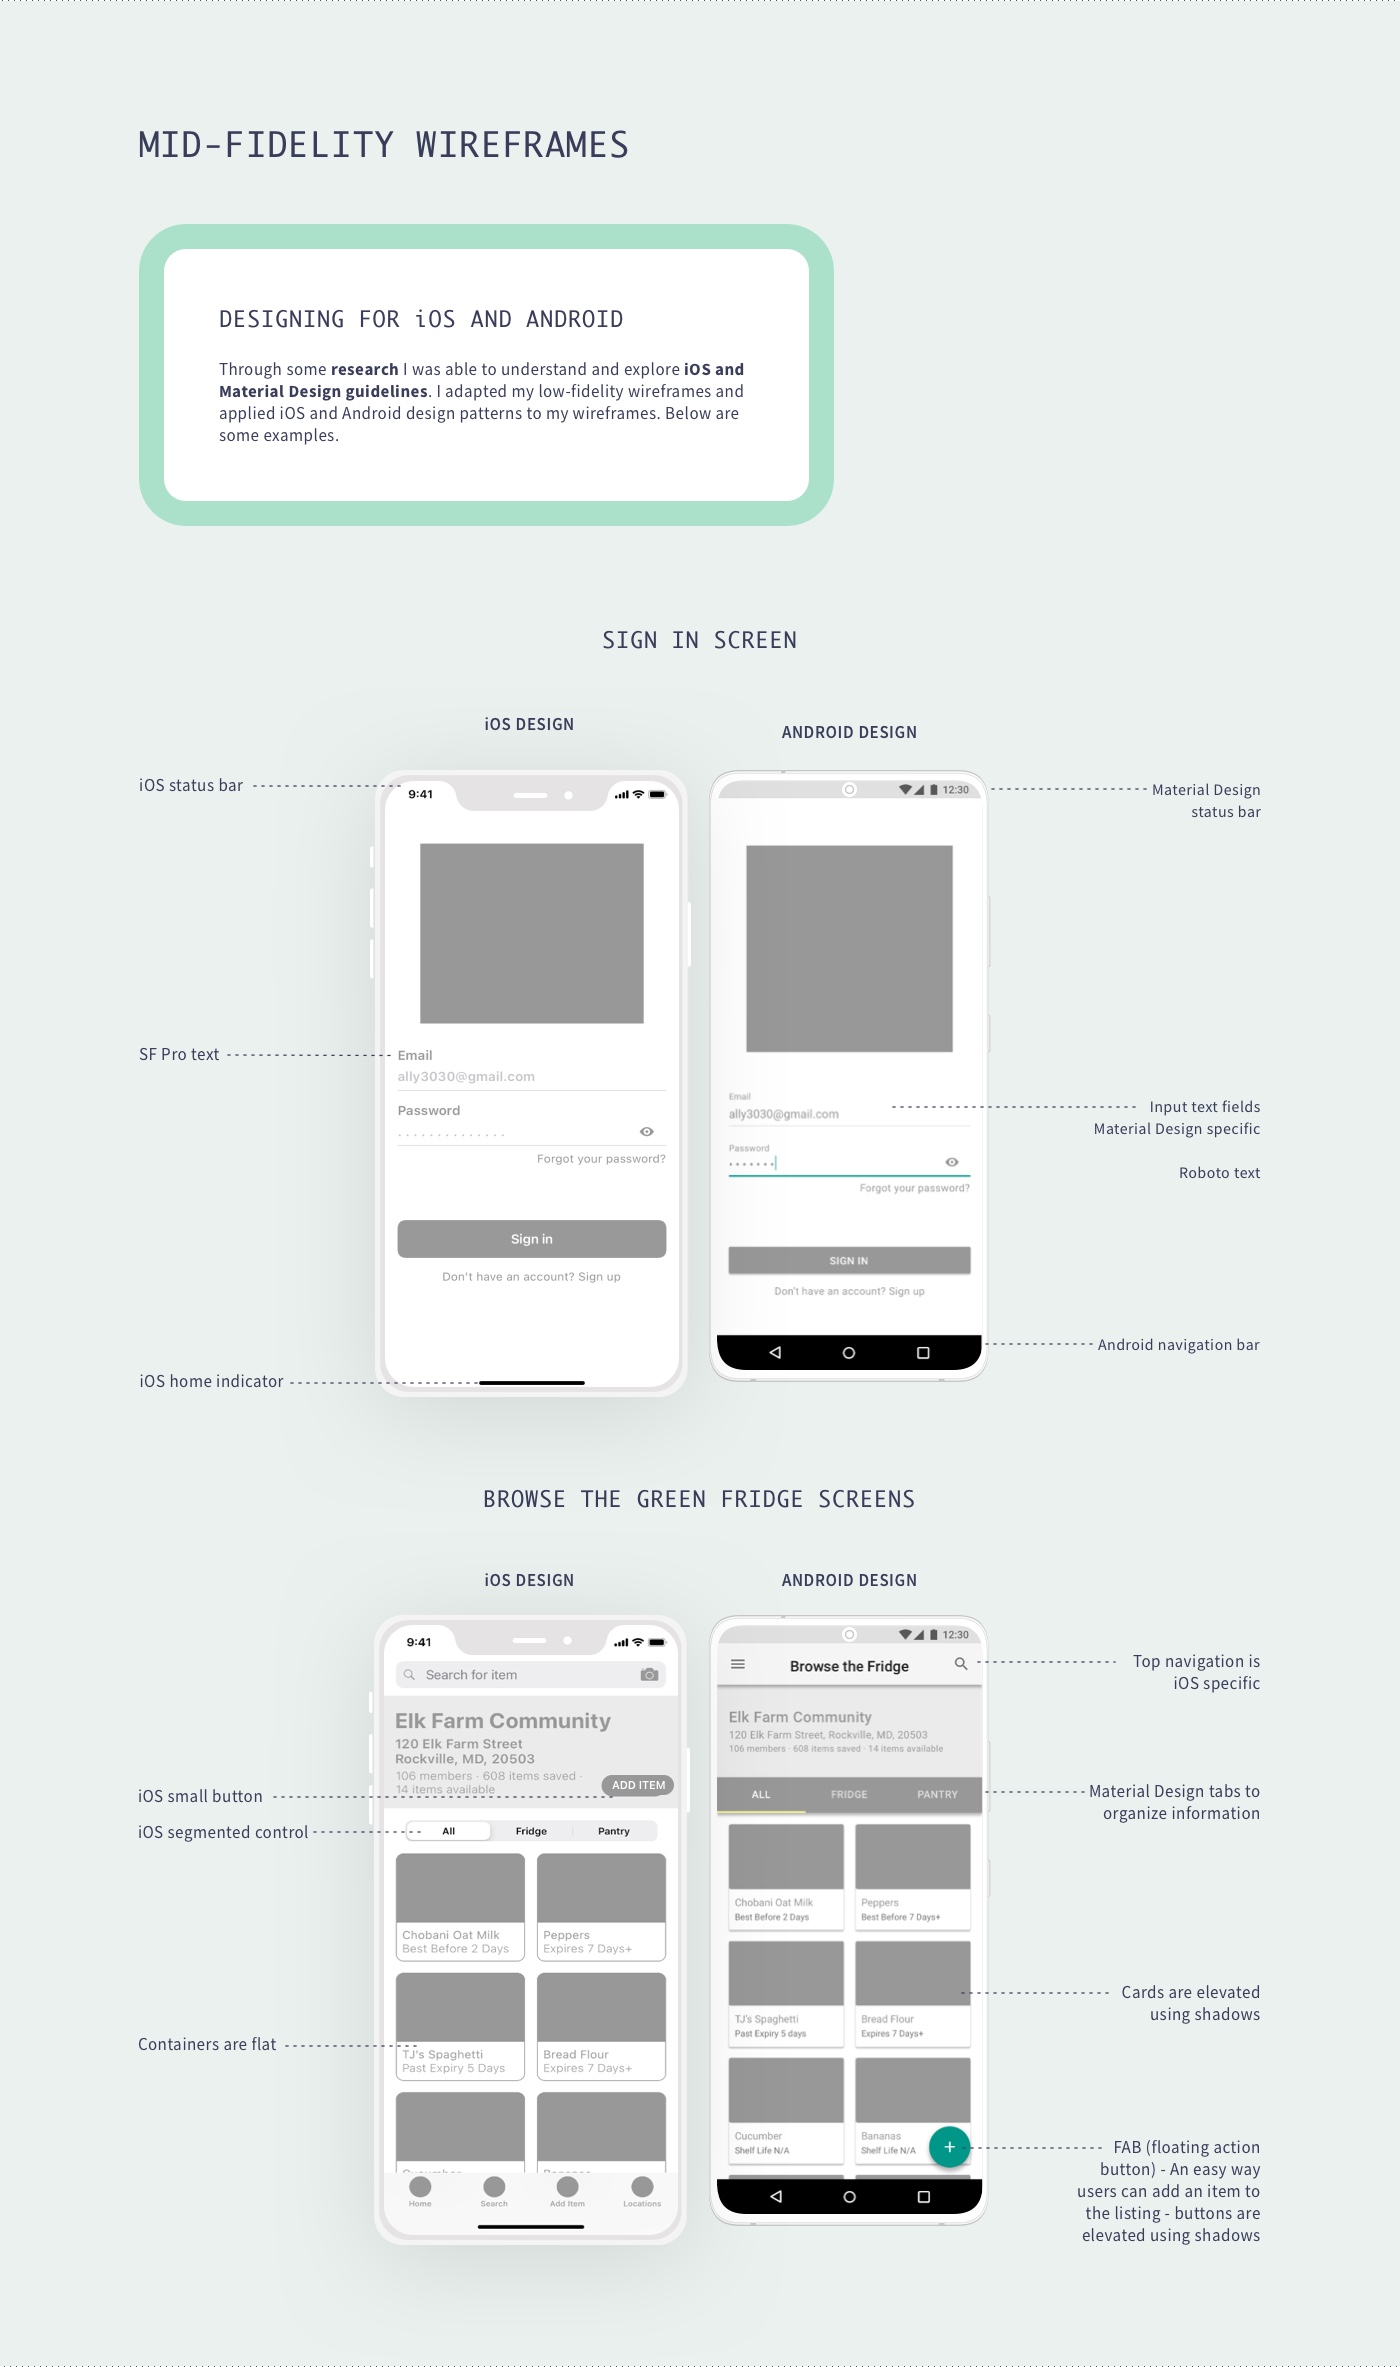 MID-FIDELITY WIREFRAMES
DESIGNING FOR iOS AND ANDROID
Through some research I was able to understand and explore iOS and
Material Design guidelines. I adapted my low-fidelity wireframes and
applied iOS and Android design patterns to my wireframes. Below are
some examples.
SIGN IN SCREEN
iOS DESIGN
iOS status bar
9:41
SF Pro text
Email
ally3030@gmail.com
Password
Forgot your password?
Sign in
Don't have an account? Sign up
iOS home indicator
ANDROID DESIGN
12:30
Material Design
status bar
Email
ally3030@gmail.com
Input text fields
Material Design specific
Password
Roboto text
Forgot your password?
SIGN IN
Don't have an account? Sign up
Android navigation bar
BROWSE THE GREEN FRIDGE SCREENS
iOS DESIGN
9:41
Search for item
Elk Farm Community
120 Elk Farm Street
Rockville, MD, 20503
106 members · 608 items saved ·
14 items available
ADD ITEM
iOS small button
iOS segmented control
All Fridge Pantry
Chobani Oat Milk
Best Before 2 Days
Peppers
Expires 7 Days+
Containers are flat
TJ's Spaghetti
Past Expiry 5 Days
Bread Flour
Expires 7 Days+
Home Search Add Item Locations
ANDROID DESIGN
12:30
Browse the Fridge
Top navigation is
iOS specific
Elk Farm Community
120 Elk Farm Street, Rockville, MD, 20503
106 members · 608 items saved · 14 items available
ALL FRIDGE PANTRY
Material Design tabs to
organize information
Chobani Oat Milk
Best Before 2 Days
Peppers
Best Before 7 Days+
TJ's Spaghetti
Past Expiry 5 days
Bread Flour
Expires 7 Days+
Cards are elevated
using shadows
Cucumber
Shelf Life N/A
Bananas
Shelf Life N/A
+
FAB (floating action
button) - An easy way
users can add an item to
the listing - buttons are
elevated using shadows